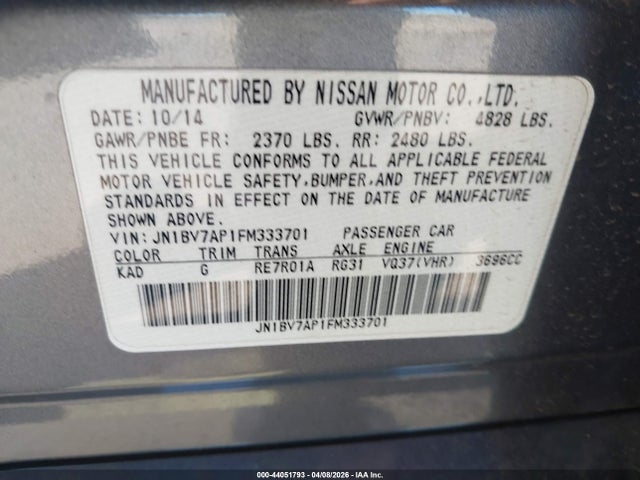 MANUFACTURED BY NISSAN MOTOR CO.,LTD.
DATE: 10/14 GVWR/PNBV: 4828 LBS.
GAWR/PNBE FR: 2370 LBS. RR: 2480 LBS.
THIS VEHICLE CONFORMS TO ALL APPLICABLE FEDERAL
MOTOR VEHICLE SAFETY,BUMPER,AND THEFT PREVENTION
STANDARDS IN EFFECT ON THE DATE OF MANUFACTURE
SHOWN ABOVE.
VIN: JN1BV7AP1FM333701 PASSENGER CAR
COLOR TRIM TRANS AXLE ENGINE
KAD G RE7R01A RG31 VQ37(VHR) 3696CC
JN1BV7AP1FM333701
000-44051793 - 04/08/2026 - IAA Inc.